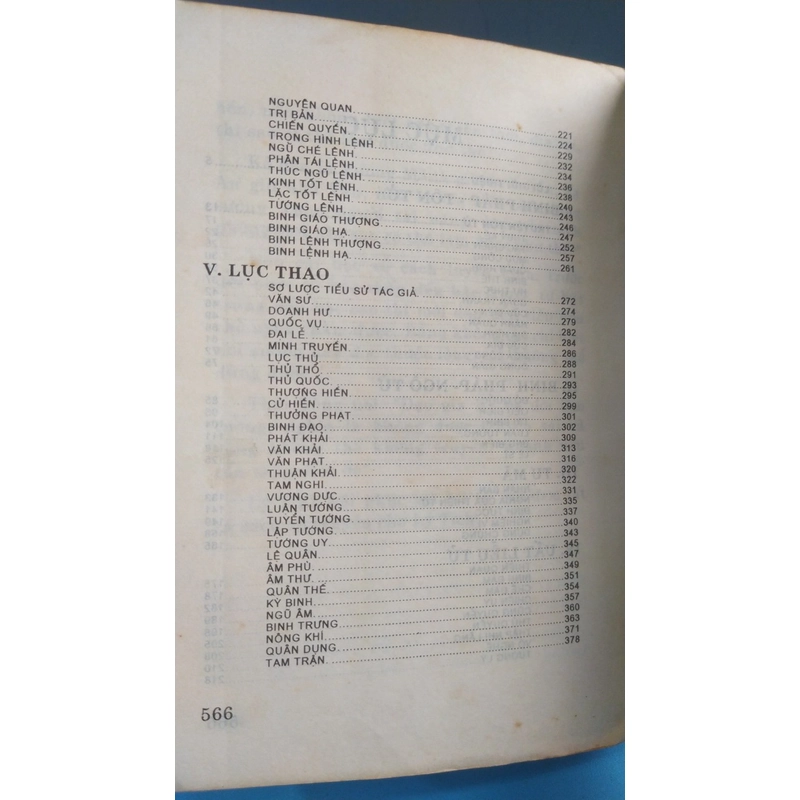 NGUYÊN QUAN 221
TRỊ BẢN 224
CHIẾN QUYỀN 229
TRỌNG HÌNH LỆNH 232
NGŨ CHẾ LỆNH 234
PHÂN TÁI LỆNH 236
THÚC NGŨ LỆNH 238
KINH TỐT LỆNH 240
LẶC TỐT LỆNH 243
TƯỚNG LỆNH 246
BINH GIÁO THƯỢNG 247
BINH GIÁO HẠ 252
BINH LỆNH THƯỢNG 257
BINH LỆNH HẠ 261
V. LỤC THAO
SƠ LƯỢC TIỂU SỬ TÁC GIẢ 272
VĂN SƯ 274
DOANH HƯ 279
QUỐC VỤ 282
ĐẠI LỄ 284
MINH TRUYỀN 286
LỤC THỦ 288
THỦ THỔ 291
THỦ QUỐC 293
THƯỢNG HIỀN 295
CỬ HIỀN 299
THƯỞNG PHẠT 301
BINH ĐẠO 302
PHÁT KHẢI 309
VĂN KHẢI 313
VĂN PHẠT 316
THUẬN KHẢI 320
TAM NGHI 322
VƯƠNG DỰC 331
LUẬN TƯỚNG 335
TUYỂN TƯỚNG 337
LẬP TƯỚNG 340
TƯỚNG UY 343
LỆ QUÂN 345
ÂM PHÙ 347
ÂM THƯ 349
QUÂN THẾ 351
KỲ BINH 354
NGŨ ÂM 357
BINH TRƯNG 360
NÔNG KHÍ 363
QUÂN DỤNG 371
TAM TRẬN 378
566